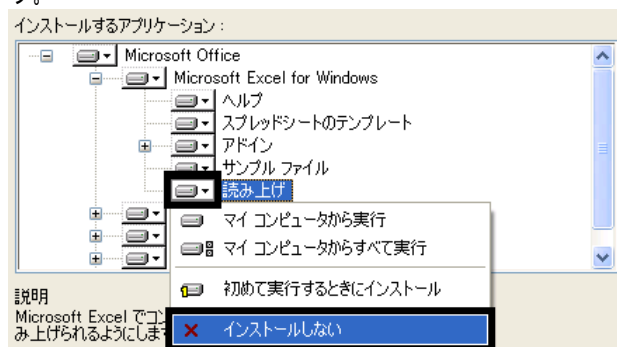 す。
インストールするアプリケーション：
Microsoft Office
Microsoft Excel for Windows
ヘルプ
スプレッドシートのテンプレート
アドイン
サンプル ファイル
読み上げ
マイ コンピュータから実行
マイ コンピュータからすべて実行
初めて実行するときにインストール
インストールしない
説明
Microsoft Excel でコン
み上げられるようにしま